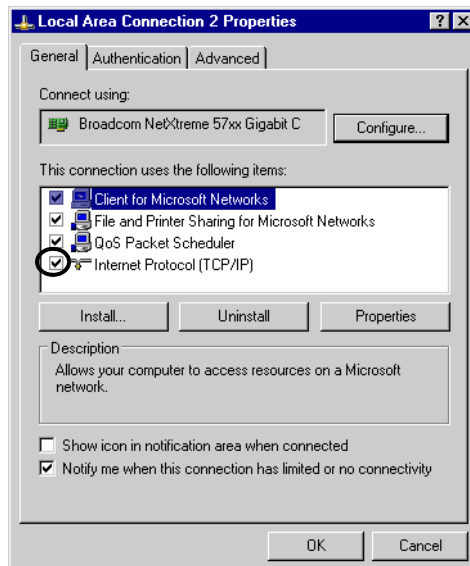 Local Area Connection 2 Properties
General Authentication Advanced
Connect using:
Broadcom NetXtreme 57xx Gigabit C Configure...
This connection uses the following items:
Client for Microsoft Networks
File and Printer Sharing for Microsoft Networks
QoS Packet Scheduler
Internet Protocol (TCP/IP)
Install... Uninstall Properties
Description
Allows your computer to access resources on a Microsoft
network.
Show icon in notification area when connected
Notify me when this connection has limited or no connectivity
OK Cancel